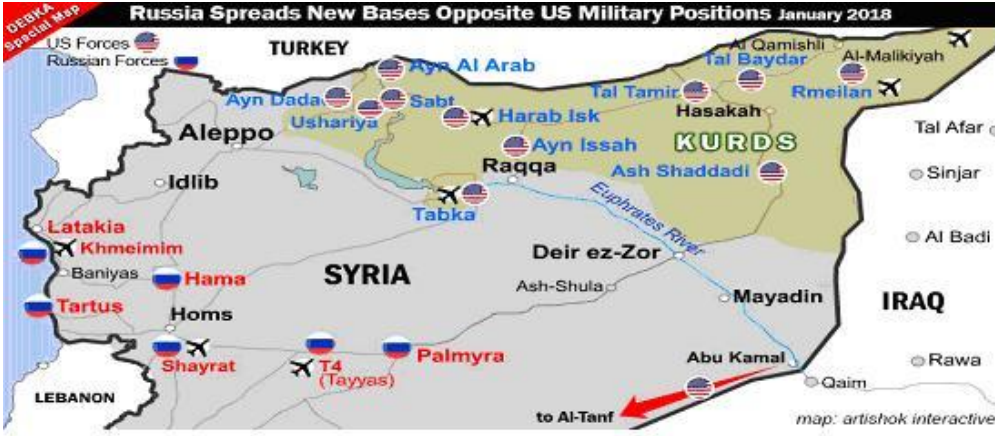 DEBKA
Special Map
Russia Spreads New Bases Opposite US Military Positions January 2018
US Forces
Russian Forces
TURKEY
Al Qamishli
Tal Baydar
Al-Malikiyah
Ayn Al Arab
Ayn Dada
Sabt
Ushariya
Tal Tamir
Rmeilan
Harab Isk
Hasakah
Aleppo
KURDS
Tal Afar
Ayn Issah
Raqqa
Ash Shaddadi
Sinjar
Idlib
Tabka
Euphrates River
Latakia
Khmeimim
Al Badi
Deir ez-Zor
Baniyas
Hama
SYRIA
Ash-Shula
Mayadin
IRAQ
Tartus
Homs
Shayrat
T4
(Tayyas)
Palmyra
Abu Kamal
Rawa
Qaim
LEBANON
to Al-Tanf
map: artishok interactive